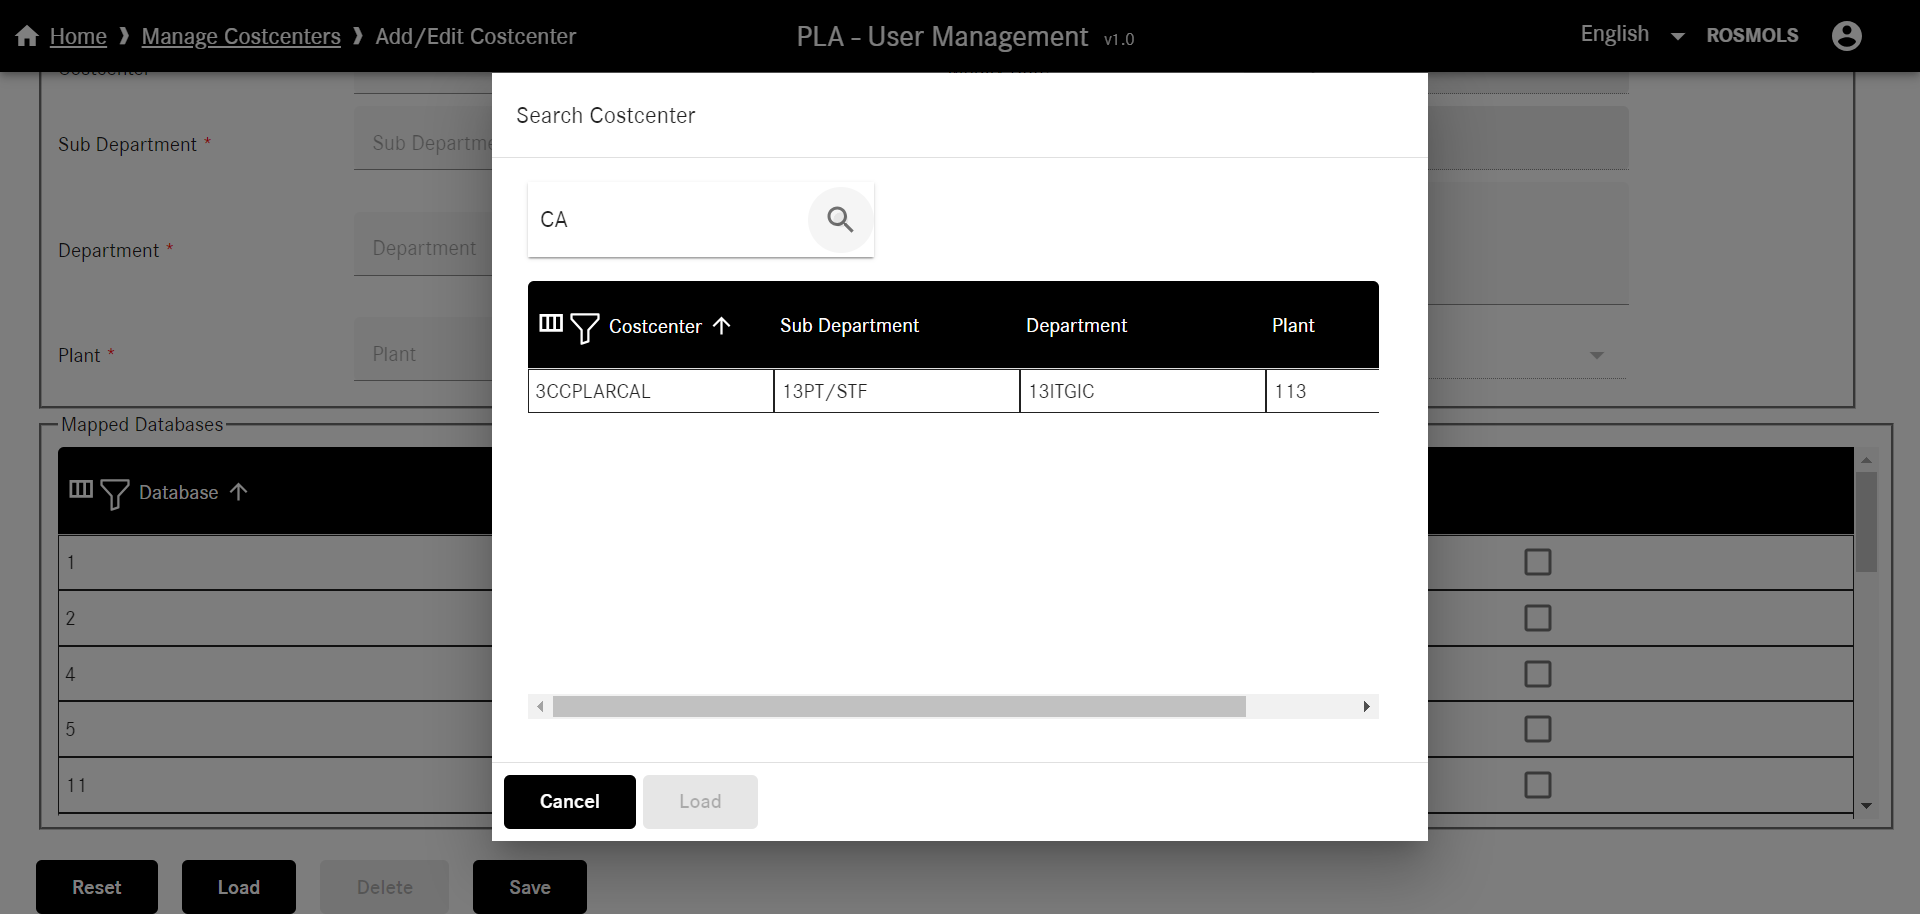 Home ❱ Manage Costcenters ❱ Add/Edit Costcenter
PLA - User Management v1.0
English
ROSMOLS
Search Costcenter
CA
Costcenter Sub Department Department Plant
3CCPLARCAL 13PT/STF 13ITGIC 113
Cancel
Load
Costcenter
Sub Department *
Sub Departme
Department *
Department
Plant *
Plant
Mapped Databases
Database
1
2
4
5
11
Reset
Load
Delete
Save